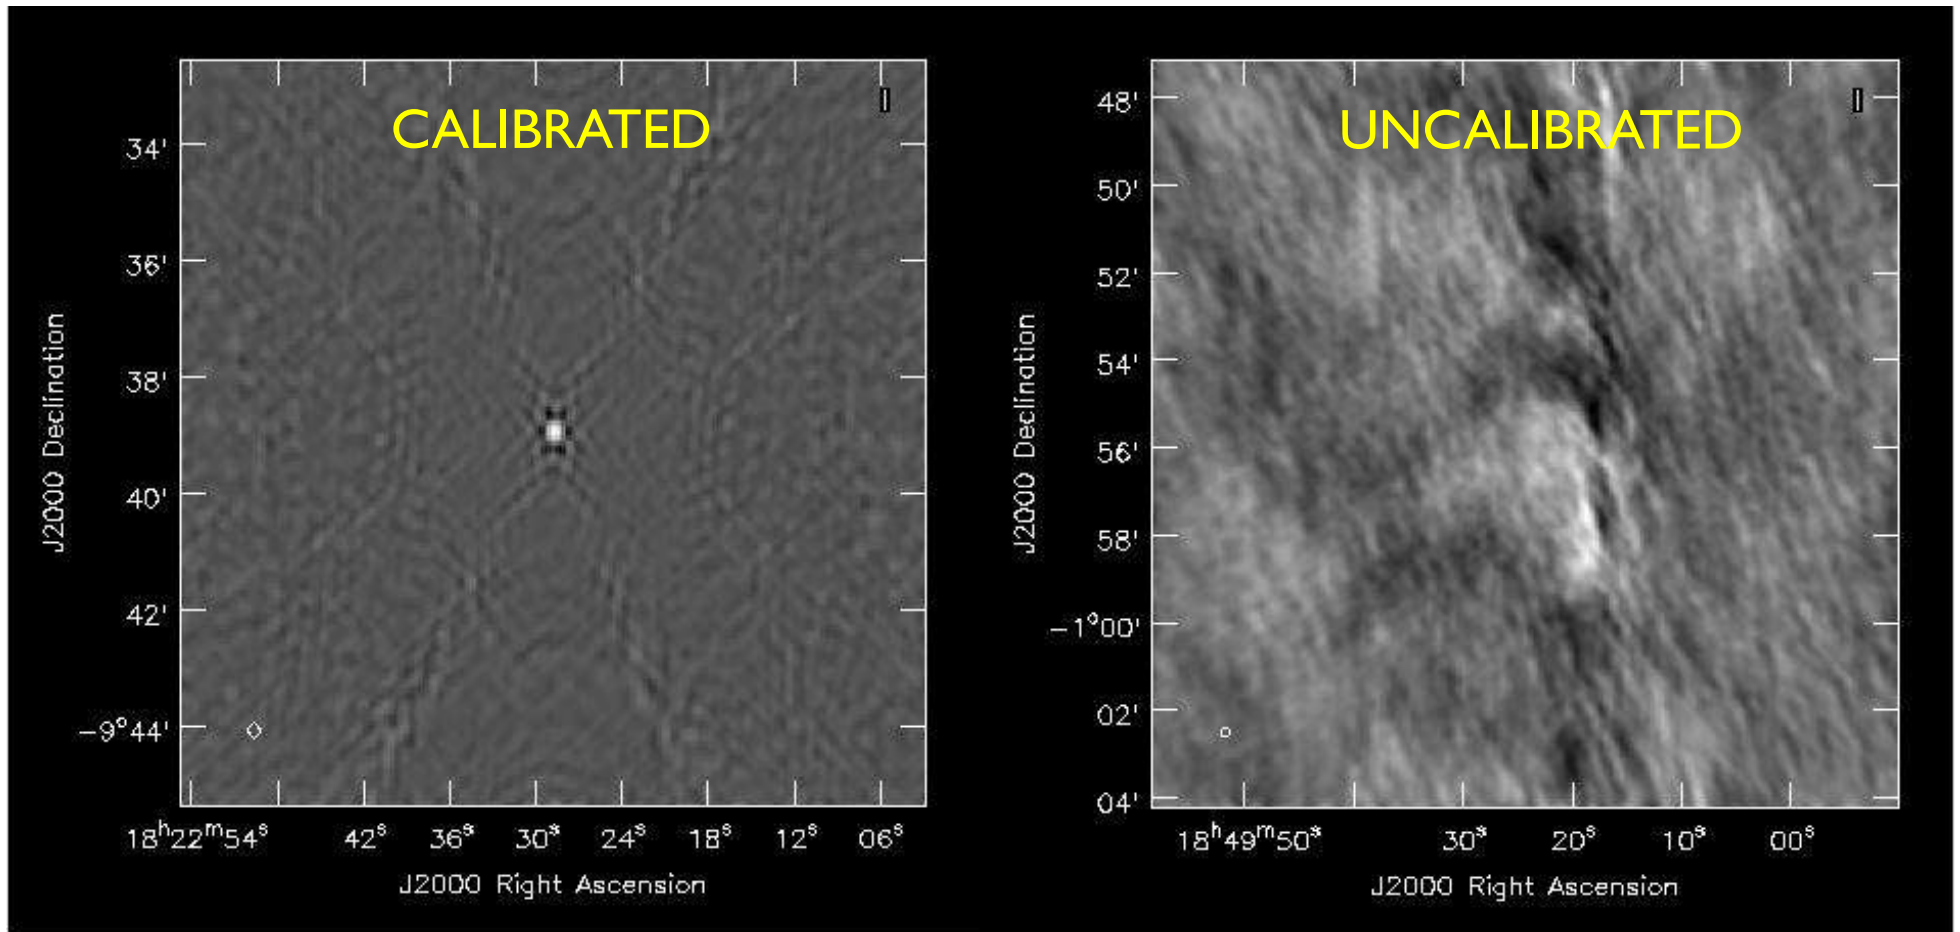 CALIBRATED
J2000 Declination
34'
36'
38'
40'
42'
-9°44'
18ʰ22ᵐ54ˢ
42ˢ
36ˢ
30ˢ
24ˢ
18ˢ
12ˢ
06ˢ
J2000 Right Ascension
UNCALIBRATED
J2000 Declination
48'
50'
52'
54'
56'
58'
-1°00'
02'
04'
18ʰ49ᵐ50ˢ
30ˢ
20ˢ
10ˢ
00ˢ
J2000 Right Ascension